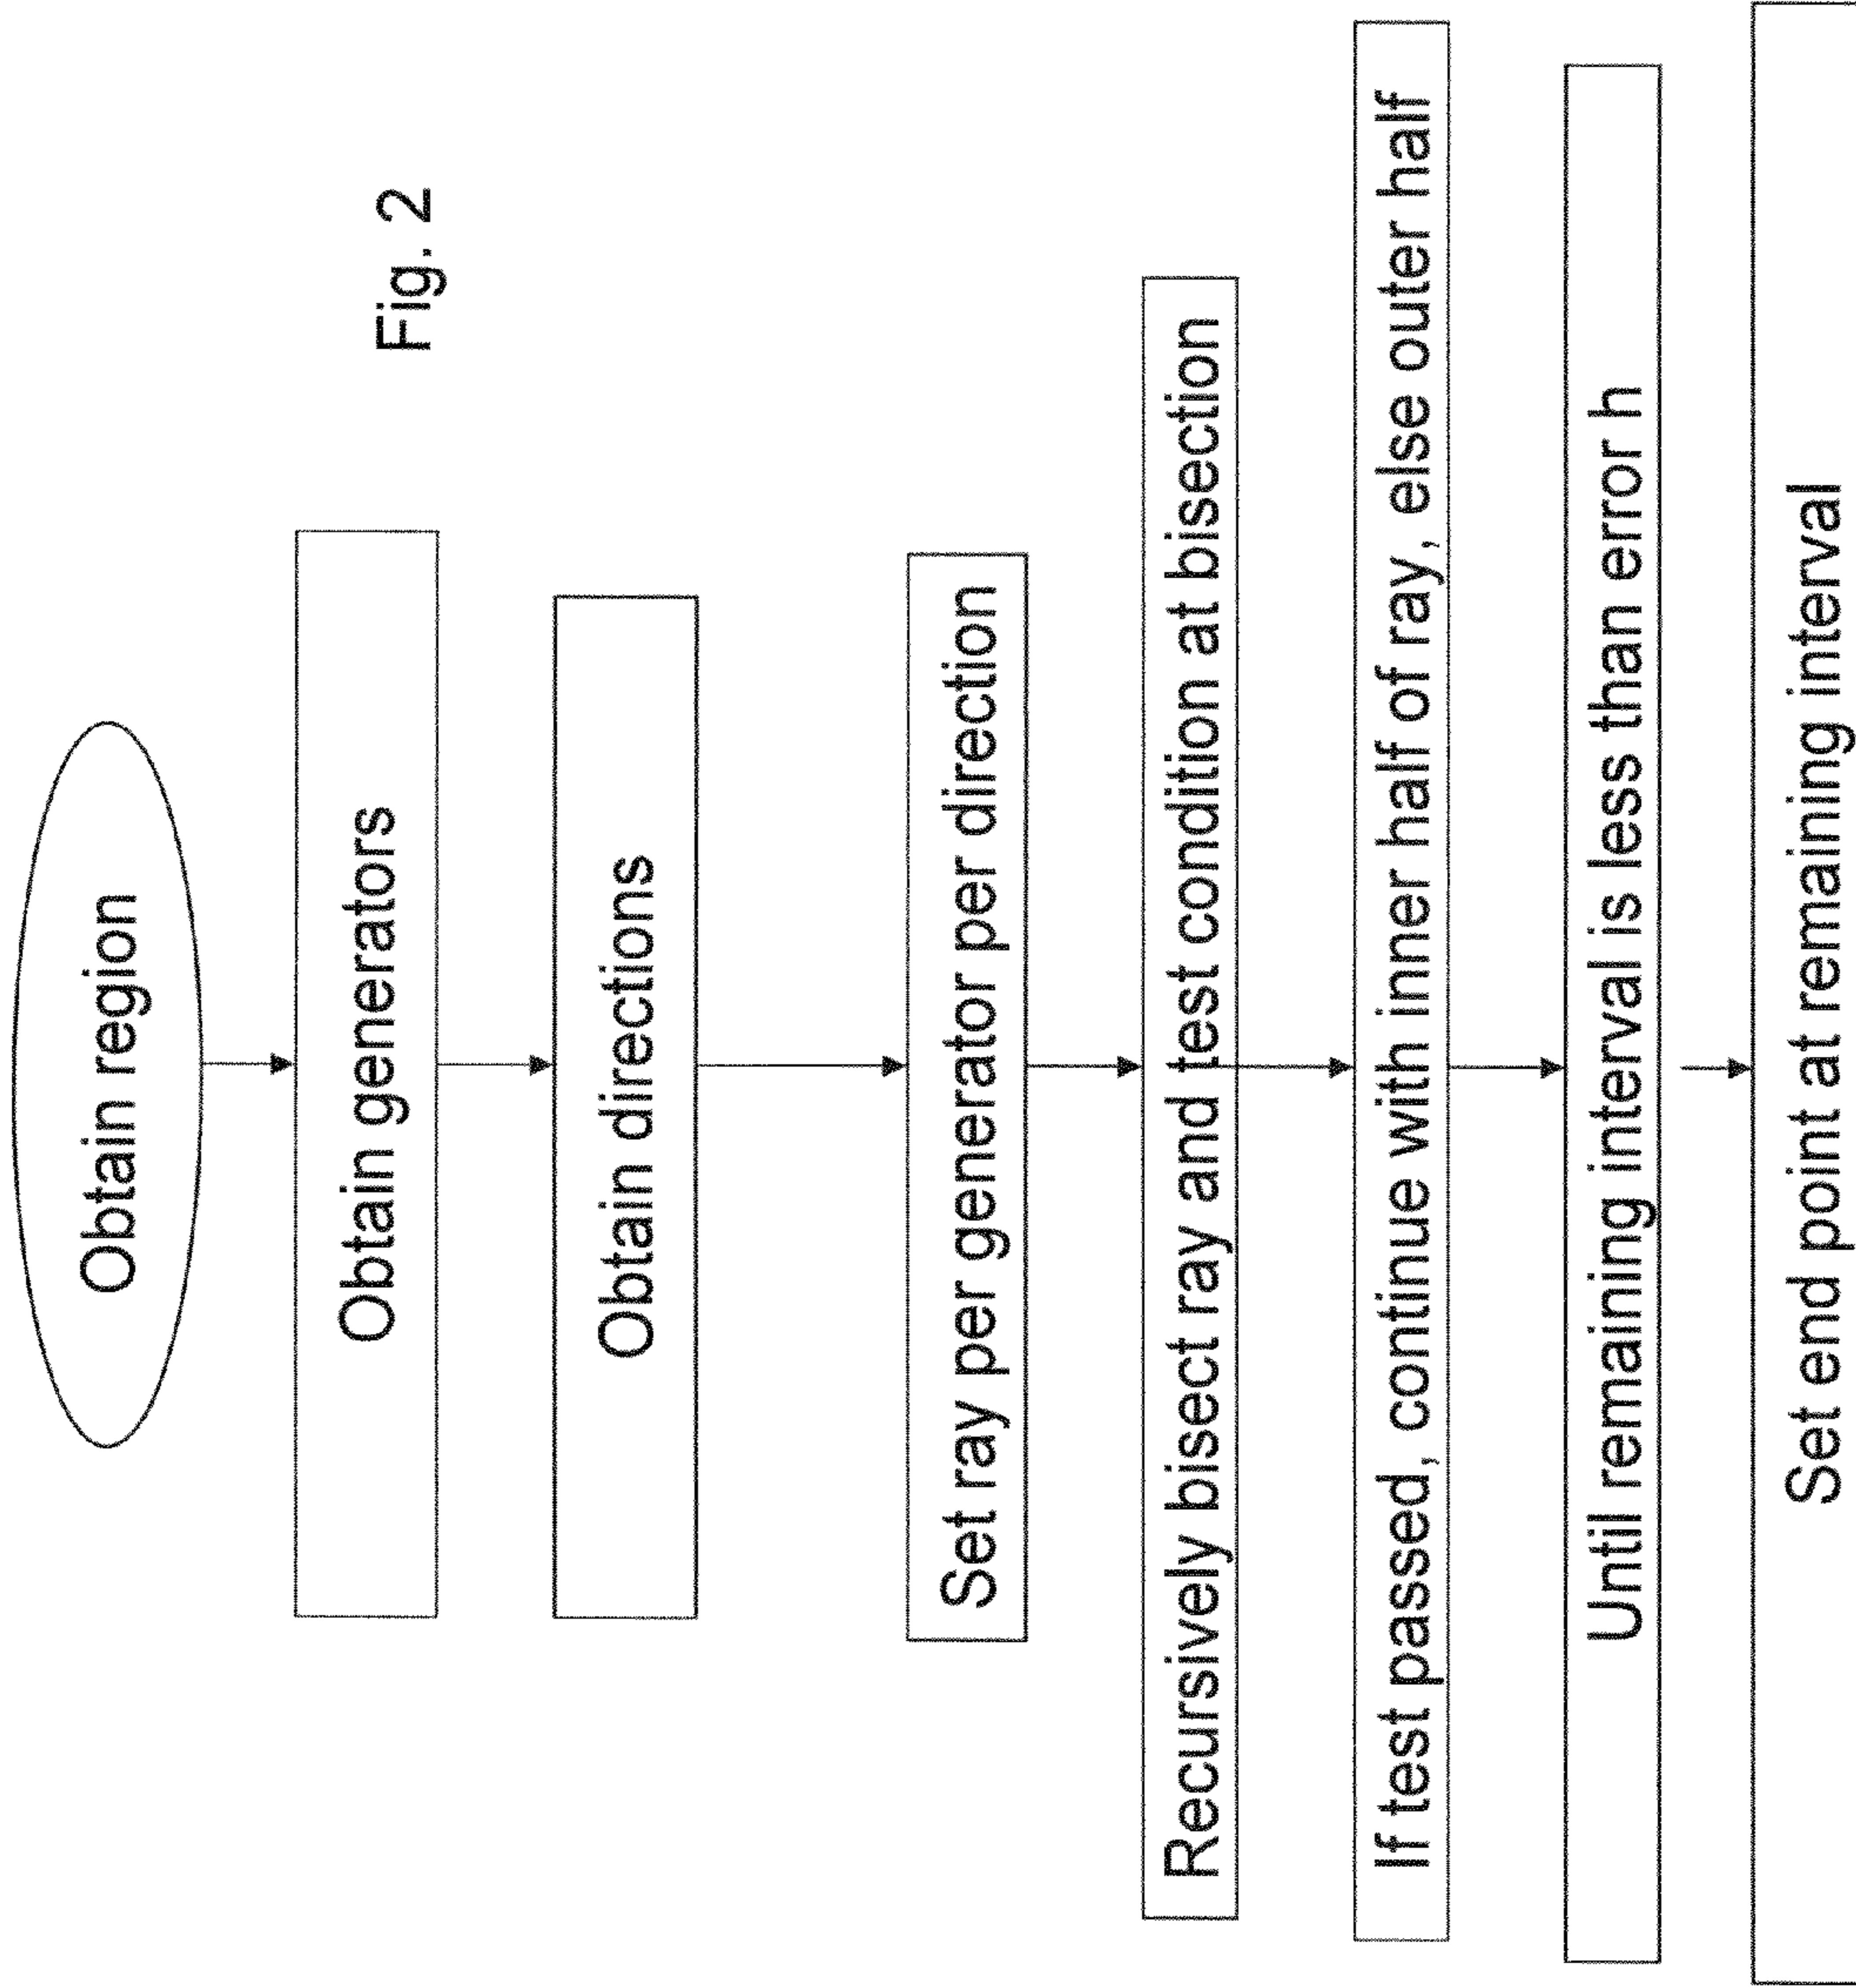 Fig. 2
Obtain region
Obtain generators
Obtain directions
Set ray per generator per direction
Recursively bisect ray and test condition at bisection
If test passed, continue with inner half of ray, else outer half
Until remaining interval is less than error h
Set end point at remaining interval